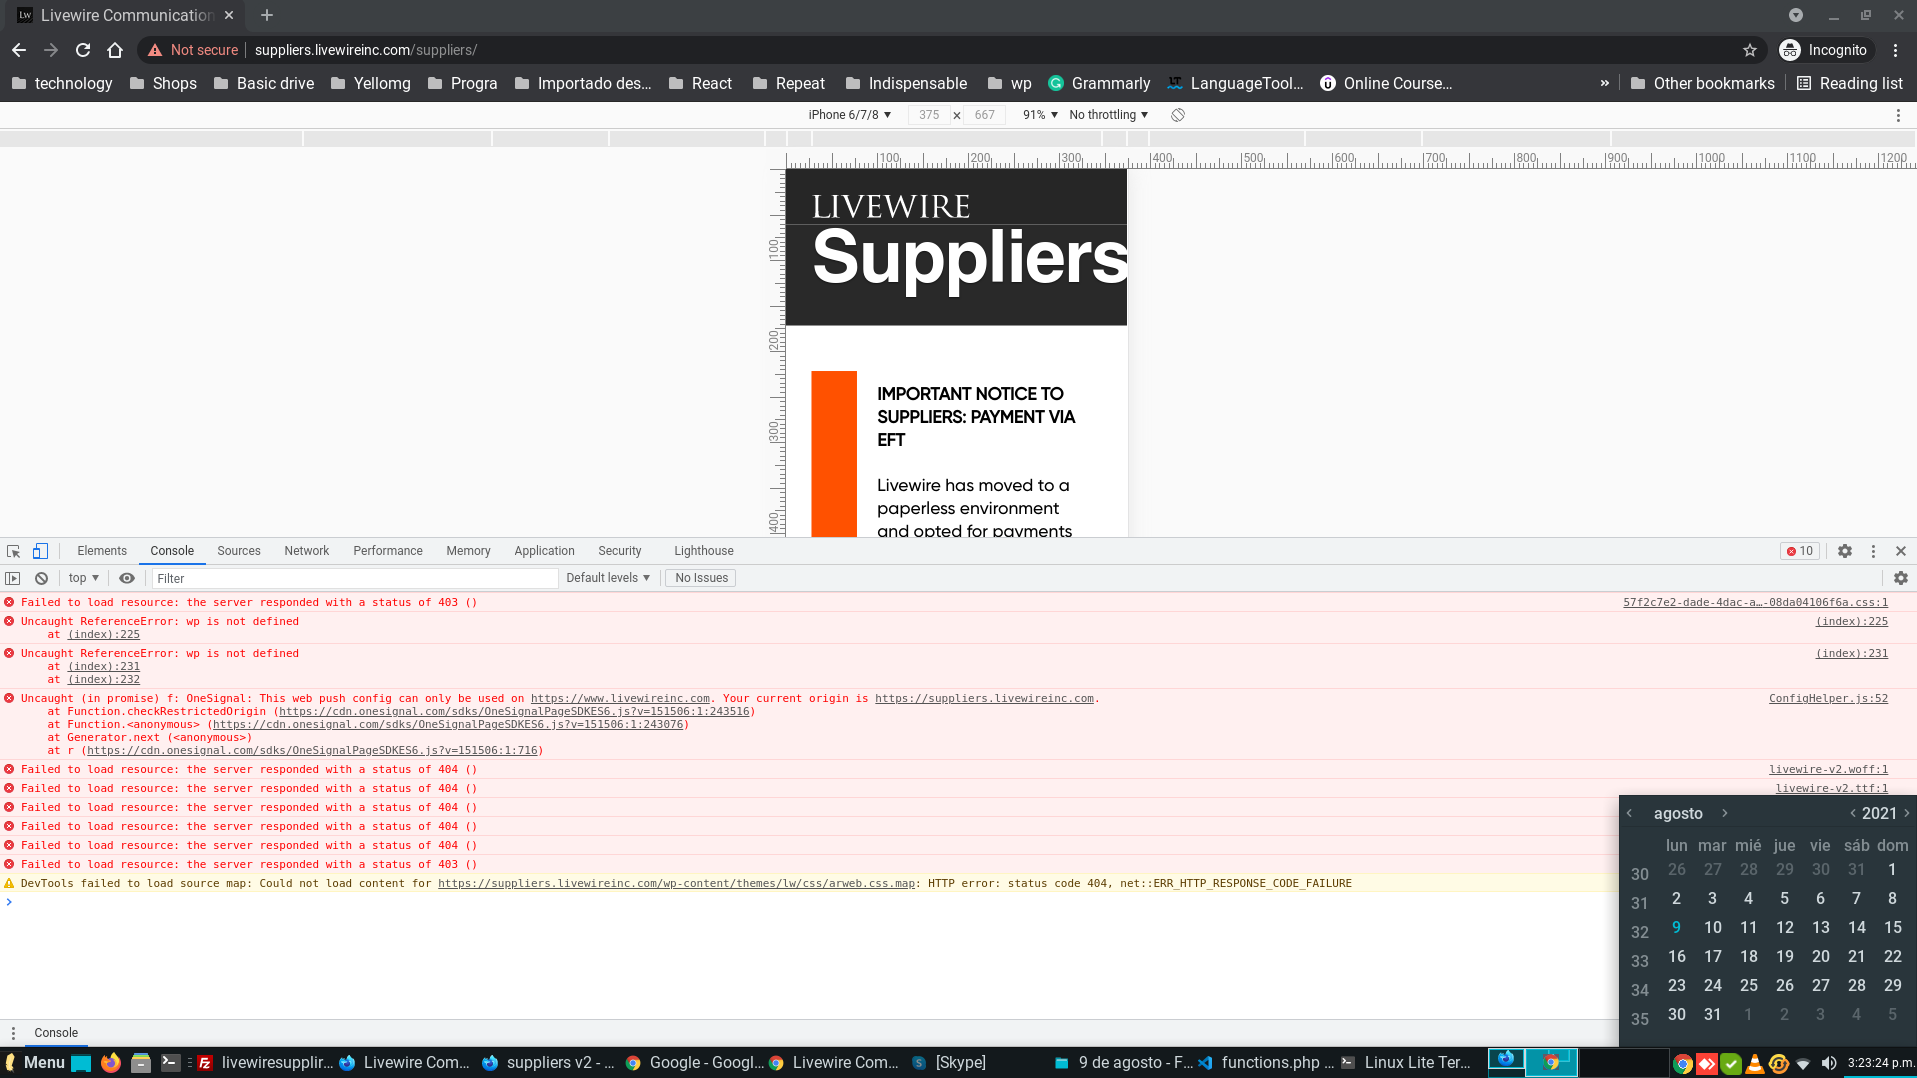 Lw Livewire Communication
Not secure suppliers.livewireinc.com/suppliers/
Incognito
technology Shops Basic drive Yellomg Progra Importado des... React Repeat Indispensable wp Grammarly LT LanguageTool... Online Course... » Other bookmarks Reading list
iPhone 6/7/8 375 × 667 91% No throttling
100 200 300 400 500 600 700 800 900 1000 1100 1200
100
200
300
400
LIVEWIRE
Suppliers
IMPORTANT NOTICE TO
SUPPLIERS: PAYMENT VIA
EFT
Livewire has moved to a
paperless environment
and opted for payments
Elements Console Sources Network Performance Memory Application Security Lighthouse 10
top Filter Default levels No Issues
Failed to load resource: the server responded with a status of 403 () 57f2c7e2-dade-4dac-a…-08da04106f6a.css:1
Uncaught ReferenceError: wp is not defined (index):225
at (index):225
Uncaught ReferenceError: wp is not defined (index):231
at (index):231
at (index):232
Uncaught (in promise) f: OneSignal: This web push config can only be used on https://www.livewireinc.com. Your current origin is https://suppliers.livewireinc.com. ConfigHelper.js:52
at Function.checkRestrictedOrigin (https://cdn.onesignal.com/sdks/OneSignalPageSDKES6.js?v=151506:1:243516)
at Function.<anonymous> (https://cdn.onesignal.com/sdks/OneSignalPageSDKES6.js?v=151506:1:243076)
at Generator.next (<anonymous>)
at r (https://cdn.onesignal.com/sdks/OneSignalPageSDKES6.js?v=151506:1:716)
Failed to load resource: the server responded with a status of 404 () livewire-v2.woff:1
Failed to load resource: the server responded with a status of 404 () livewire-v2.ttf:1
Failed to load resource: the server responded with a status of 404 ()
Failed to load resource: the server responded with a status of 404 ()
Failed to load resource: the server responded with a status of 404 ()
Failed to load resource: the server responded with a status of 403 ()
DevTools failed to load source map: Could not load content for https://suppliers.livewireinc.com/wp-content/themes/lw/css/arweb.css.map: HTTP error: status code 404, net::ERR_HTTP_RESPONSE_CODE_FAILURE
agosto 2021
lun mar mié jue vie sáb dom
30 26 27 28 29 30 31 1
31 2 3 4 5 6 7 8
32 9 10 11 12 13 14 15
33 16 17 18 19 20 21 22
34 23 24 25 26 27 28 29
35 30 31 1 2 3 4 5
Console
Menu livewiresupplir... Livewire Com... suppliers v2 - ... Google - Googl... Livewire Com... [Skype] 9 de agosto - F... functions.php ... Linux Lite Ter... 3:23:24 p.m.